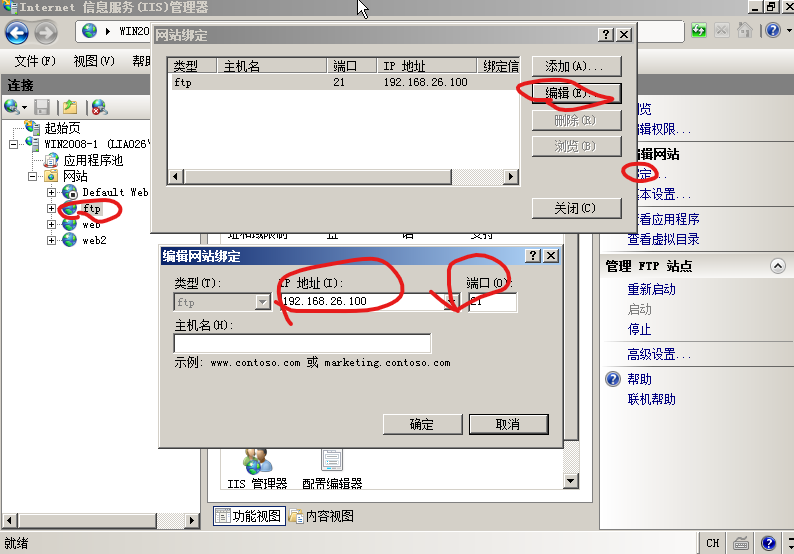 Internet 信息服务(IIS)管理器
WIN20
文件(F) 视图(V) 帮
连接
起始页
WIN2008-1 (LIAO26\
应用程序池
网站
Default Web
ftp
web
web2
网站绑定
类型 主机名 端口 IP 地址 绑定信
ftp 21 192.168.26.100
添加(A)...
编辑(E)...
删除(R)
浏览(B)
关闭(C)
编辑网站绑定
类型(T): IP 地址(I): 端口(O):
ftp 192.168.26.100 21
主机名(H):
示例: www.contoso.com 或 marketing.contoso.com
确定 取消
IIS 管理器 配置编辑器
功能视图 内容视图
浏览
编辑权限...
编辑网站
绑定...
基本设置...
查看应用程序
查看虚拟目录
管理 FTP 站点
重新启动
启动
停止
高级设置...
帮助
联机帮助
就绪
CH